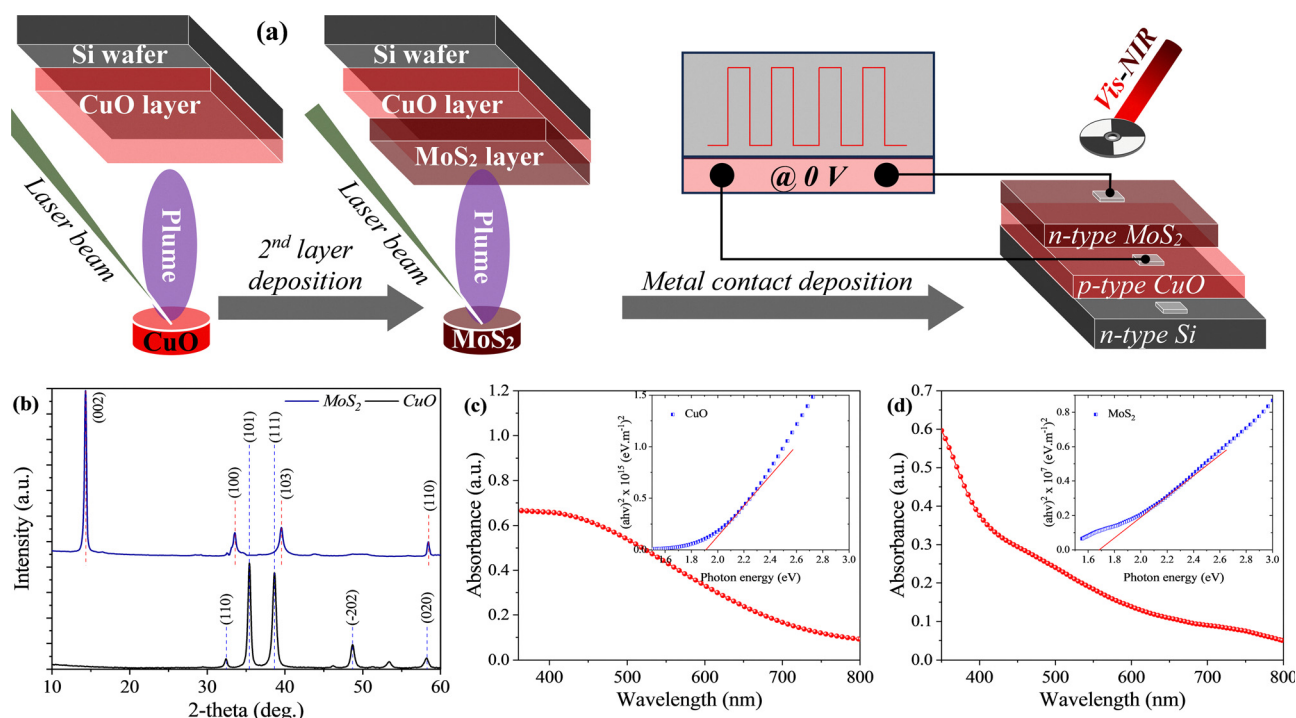 (a)
Si wafer
CuO layer
Laser beam
Plume
CuO
2nd layer
deposition
Si wafer
CuO layer
MoS2 layer
Laser beam
Plume
MoS2
Metal contact deposition
@ 0 V
Vis-NIR
n-type MoS2
p-type CuO
n-type Si
(b)
MoS2 CuO
(002)
(100)
(101)
(111)
(103)
(110)
(110)
(-202)
(020)
Intensity (a.u.)
10 20 30 40 50 60
2-theta (deg.)
(c)
1.2
1.0
0.8
0.6
0.4
0.2
0.0
Absorbance (a.u.)
400 500 600 700 800
Wavelength (nm)
CuO
1.5
1.0
0.5
0.0
(ahv)2 x 1015 (eV.m-1)2
1.6 1.8 2.0 2.2 2.4 2.6 2.8
Photon energy (eV)
(d)
0.7
0.6
0.5
0.4
0.3
0.2
0.1
0.0
Absorbance (a.u.)
400 500 600 700 800
Wavelength (nm)
MoS2
0.8
0.6
0.4
0.2
0.0
(ahv)2 x 107 (eV.m-1)2
1.6 1.8 2.0 2.2 2.4 2.6 2.8 3.0
Photon energy (eV)